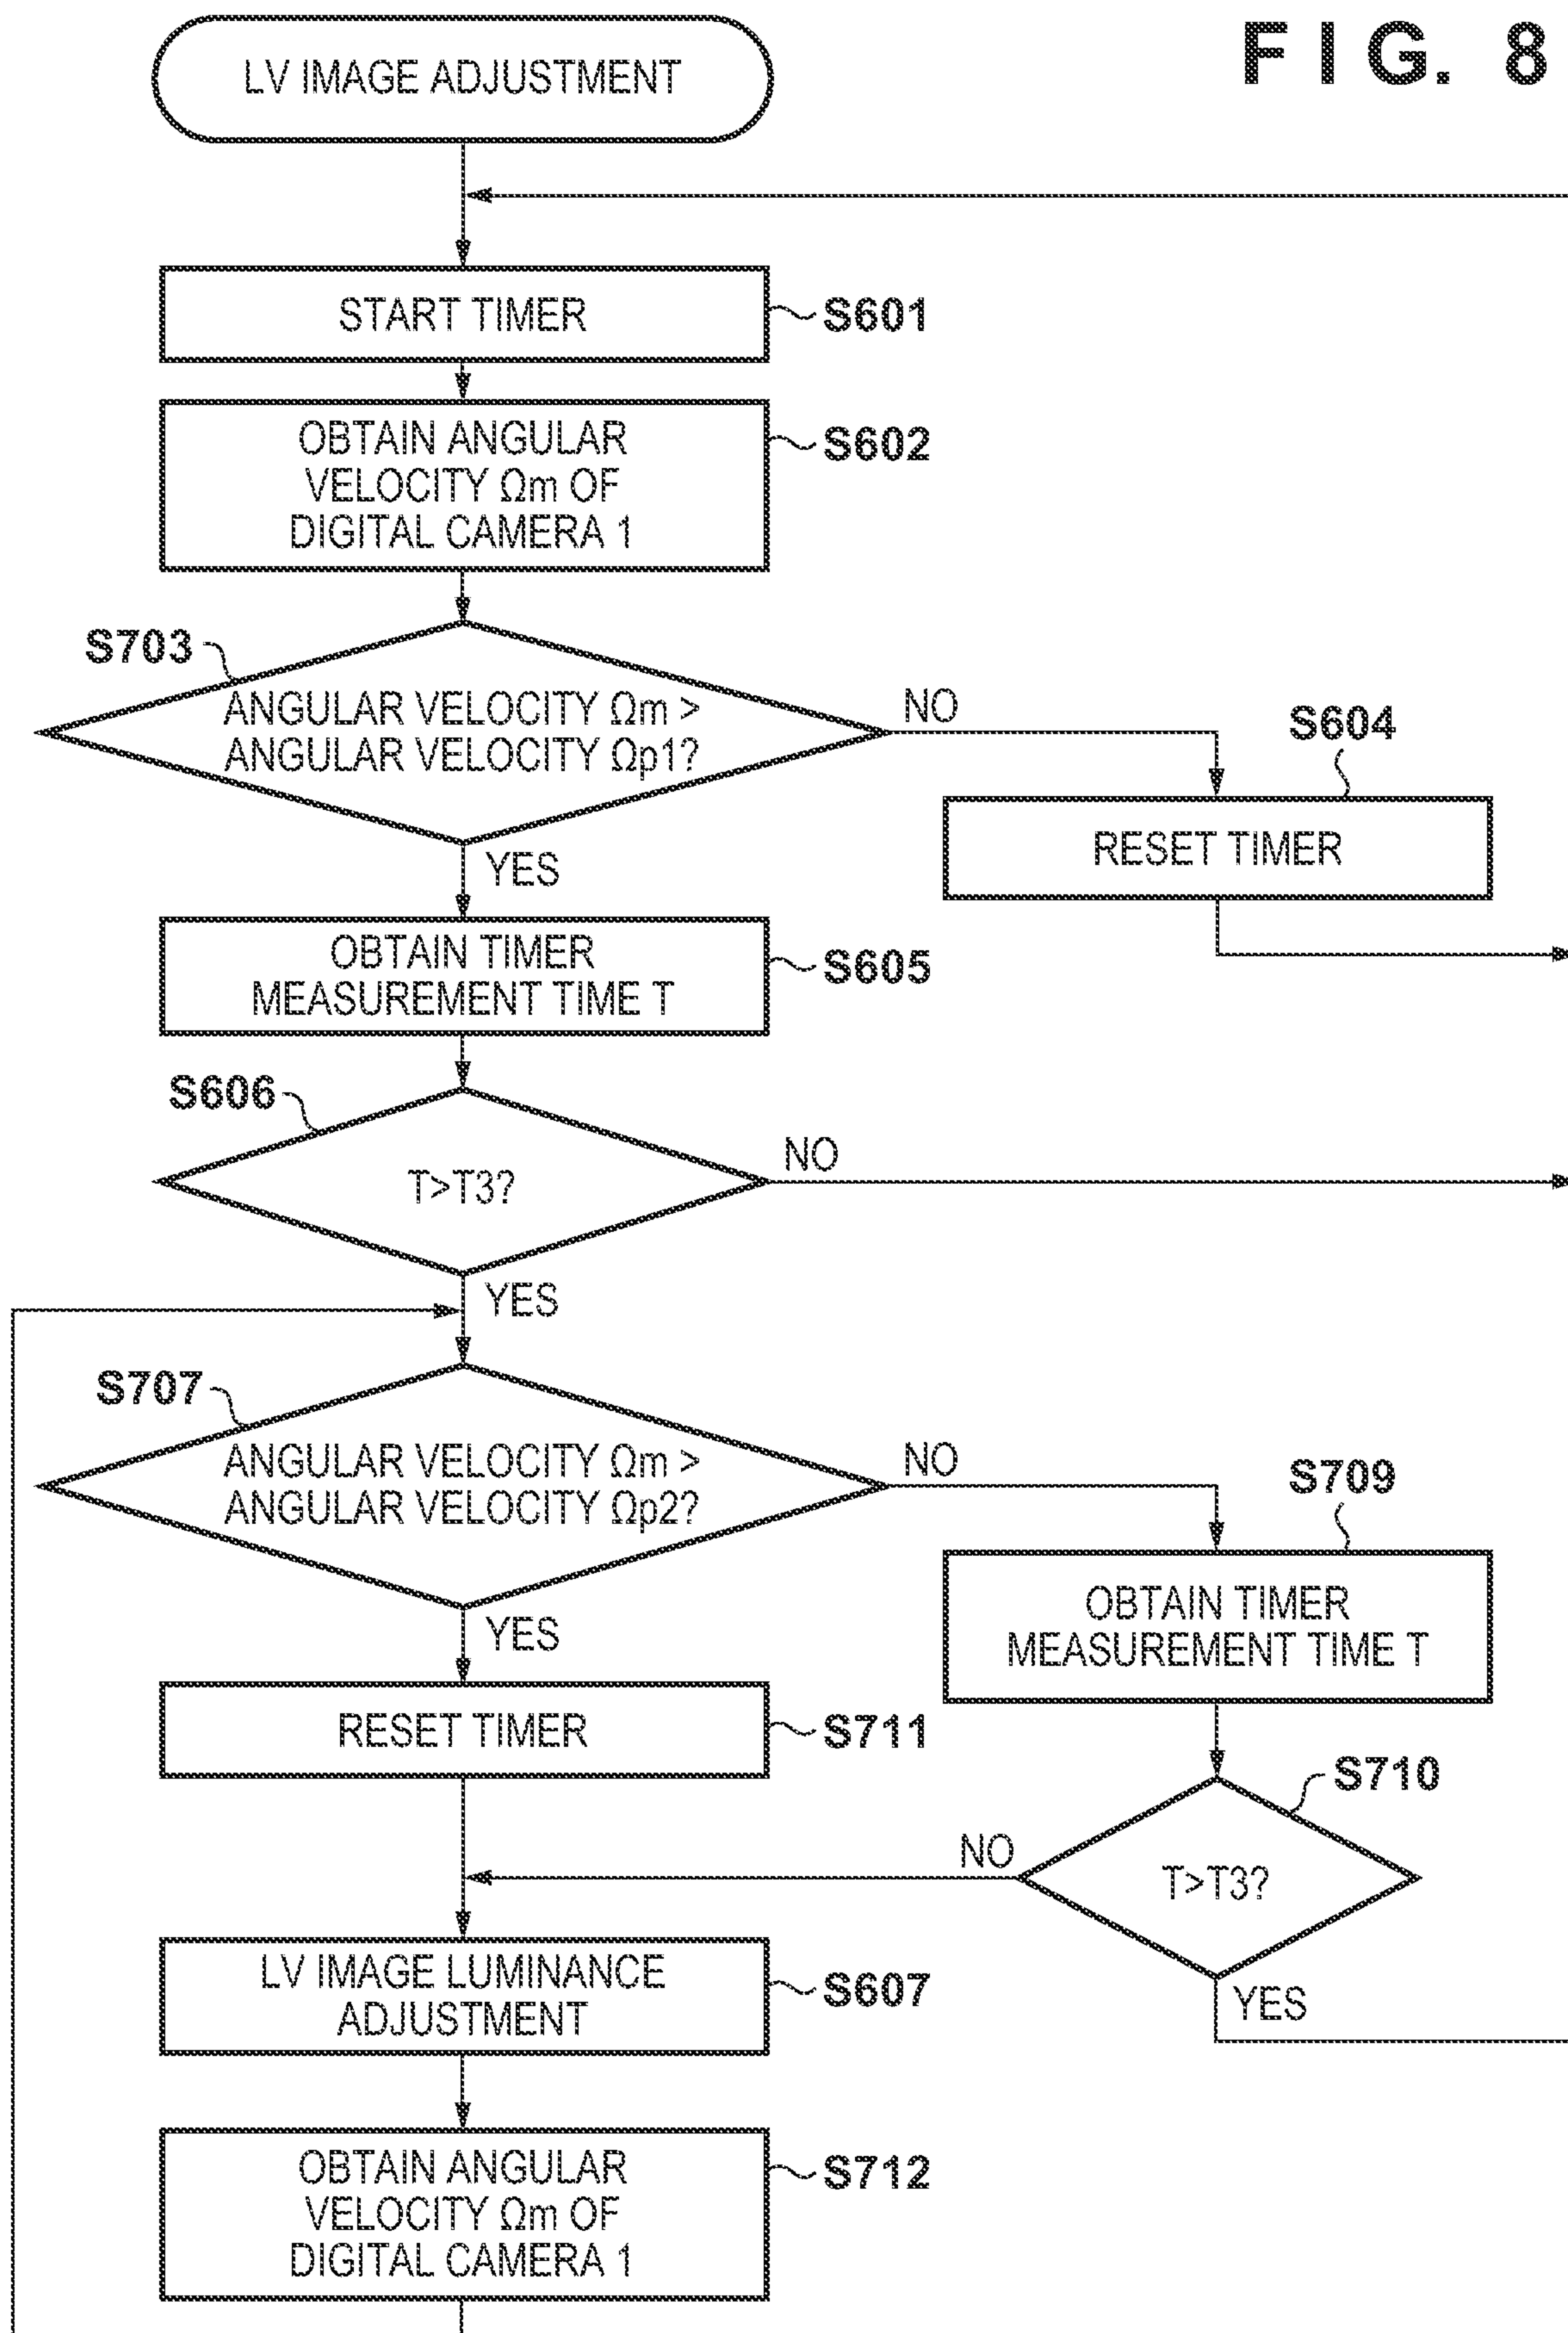 FIG. 8
LV IMAGE ADJUSTMENT
START TIMER
S601
OBTAIN ANGULAR
VELOCITY Ωm OF
DIGITAL CAMERA 1
S602
S703
ANGULAR VELOCITY Ωm >
ANGULAR VELOCITY Ωp1?
NO
S604
RESET TIMER
YES
OBTAIN TIMER
MEASUREMENT TIME T
S605
S606
T>T3?
NO
YES
S707
ANGULAR VELOCITY Ωm >
ANGULAR VELOCITY Ωp2?
NO
S709
OBTAIN TIMER
MEASUREMENT TIME T
YES
RESET TIMER
S711
S710
T>T3?
NO
YES
LV IMAGE LUMINANCE
ADJUSTMENT
S607
OBTAIN ANGULAR
VELOCITY Ωm OF
DIGITAL CAMERA 1
S712